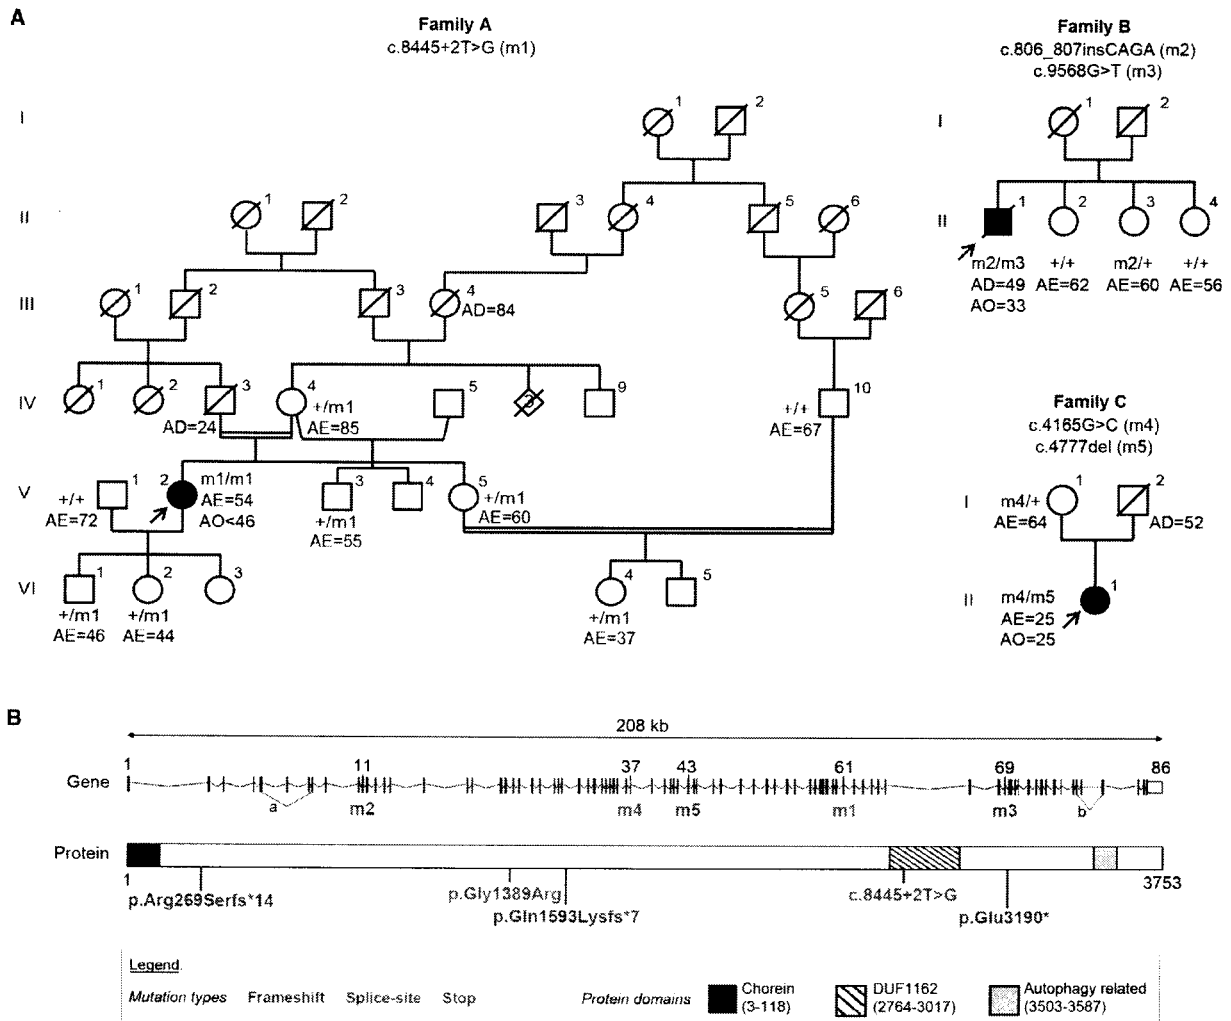 A
Family A
c.8445+2T>G (m1)
Family B
c.806_807insCAGA (m2)
c.9568G>T (m3)
I
1 2
I
1 2
II
1 2 3 4 5 6
II
1 2 3 4
m2/m3 +/+ m2/+ +/+
AD=49 AE=62 AE=60 AE=56
AO=33
III
1 2 3 4 5 6
AD=84
IV
1 2 3 4 5 3 9 10
AD=24
+/m1
AE=85
+/+
AE=67
Family C
c.4165G>C (m4)
c.4777del (m5)
V
1 2 3 4 5
+/+
AE=72
m1/m1
AE=54
AO<46
+/m1
AE=55
+/m1
AE=60
I
1 2
m4/+
AE=64
AD=52
VI
1 2 3 4 5
+/m1 +/m1
AE=46 AE=44
+/m1
AE=37
II
1
m4/m5
AE=25
AO=25
B
208 kb
1 11 37 43 61 69 86
Gene
a m2 m4 m5 m1 m3 b
Protein
1 3753
p.Arg269Serfs*14 p.Gly1389Arg c.8445+2T>G
p.Gln1593Lysfs*7 p.Glu3190*
Legend
Mutation types Frameshift Splice-site Stop Protein domains Chorein DUF1162 Autophagy related
(3-118) (2764-3017) (3503-3587)